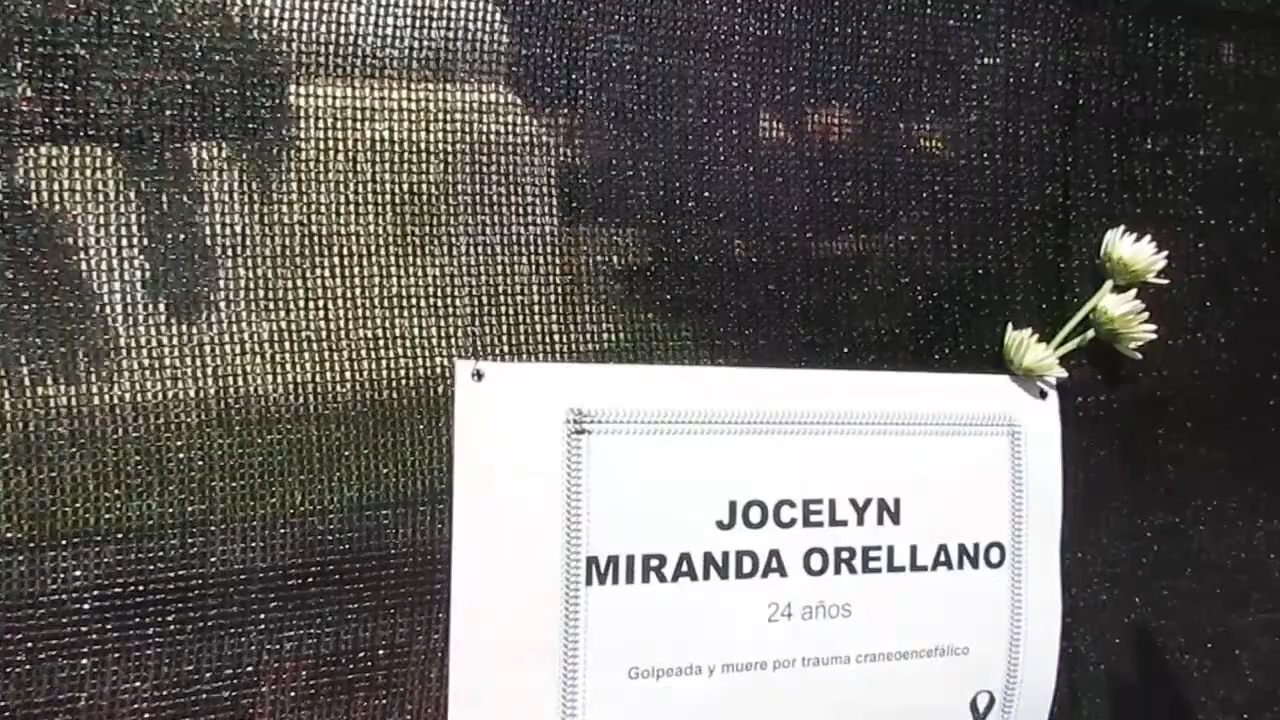 JOCELYN
MIRANDA ORELLANO
24 años
Golpeada y muere por trauma craneoencefálico